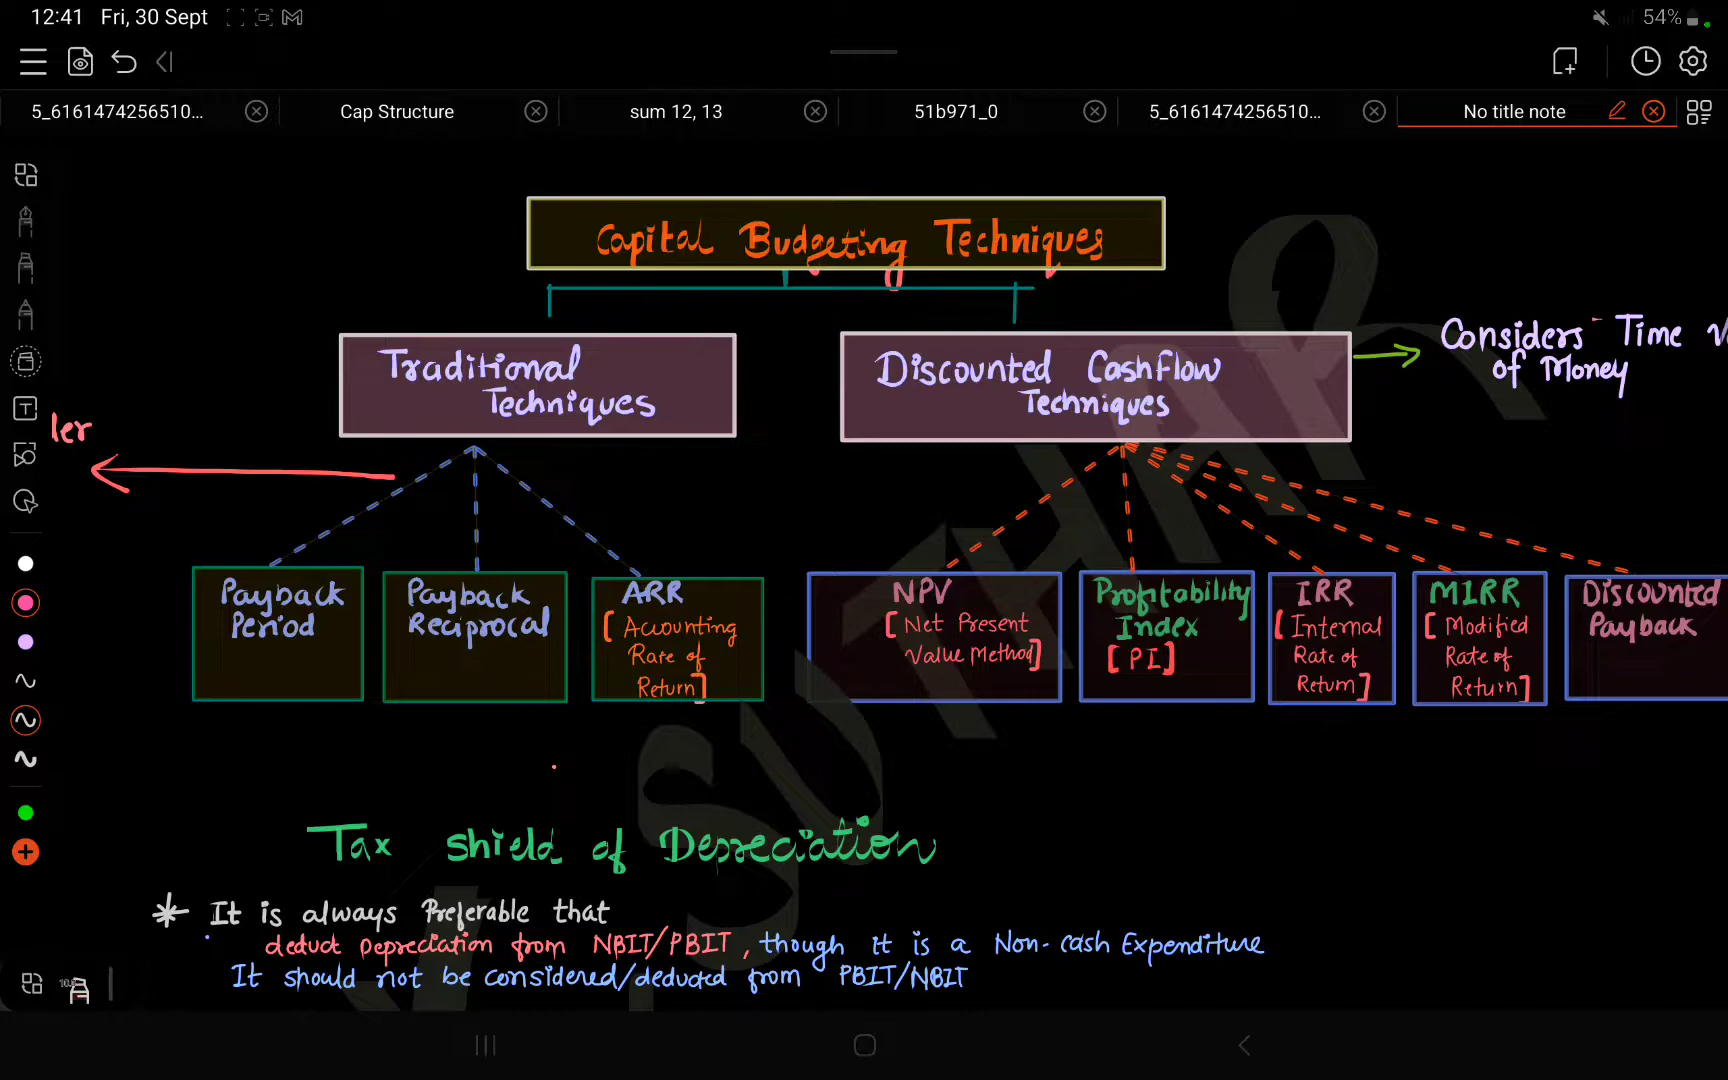 12:41 Fri, 30 Sept
54%
5_6161474256510...
Cap Structure
sum 12, 13
51b971_0
5_6161474256510...
No title note
Capital Budgeting Techniques
Traditional
Techniques
Discounted Cashflow
Techniques
Considers Time
of Money
Payback
Period
Payback
Reciprocal
ARR
[ Accounting
Rate of
Return]
NPV
[ Net Present
Value Method]
Profitability
Index
[ PI ]
IRR
[ Internal
Rate of
Return]
MIRR
[ Modified
Rate of
Return]
Discounted
Payback
Tax shield of Depreciation
* It is always Preferable that
deduct Depreciation from NBIT/PBIT, though it is a Non-cash Expenditure
It should not be considered/deducted from PBIT/NBIT